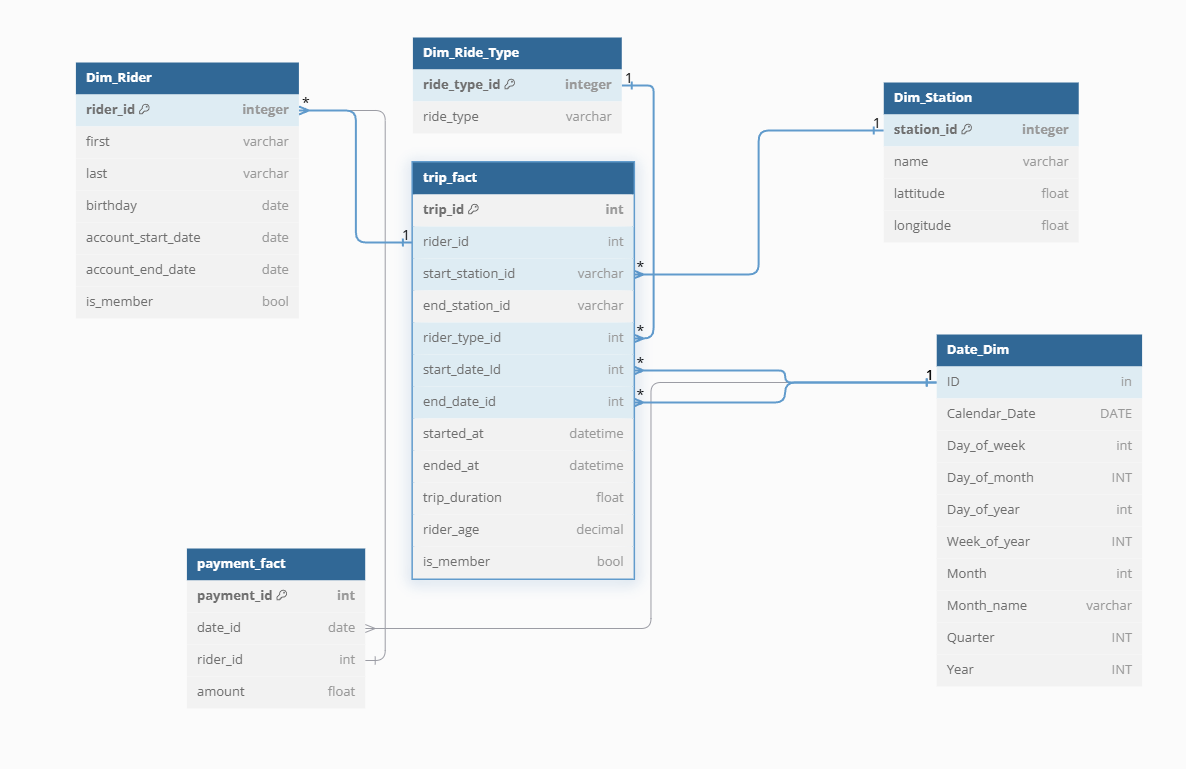 Dim_Rider
rider_id integer
first varchar
last varchar
birthday date
account_start_date date
account_end_date date
is_member bool
*
Dim_Ride_Type
ride_type_id integer
ride_type varchar
1
trip_fact
trip_id int
1
rider_id int
start_station_id varchar
*
end_station_id varchar
rider_type_id int
*
start_date_Id int
*
end_date_id int
*
started_at datetime
ended_at datetime
trip_duration float
rider_age decimal
is_member bool
Dim_Station
1
station_id integer
name varchar
lattitude float
longitude float
Date_Dim
1
ID in
Calendar_Date DATE
Day_of_week int
Day_of_month INT
Day_of_year int
Week_of_year INT
Month int
Month_name varchar
Quarter INT
Year INT
payment_fact
payment_id int
date_id date
rider_id int
amount float